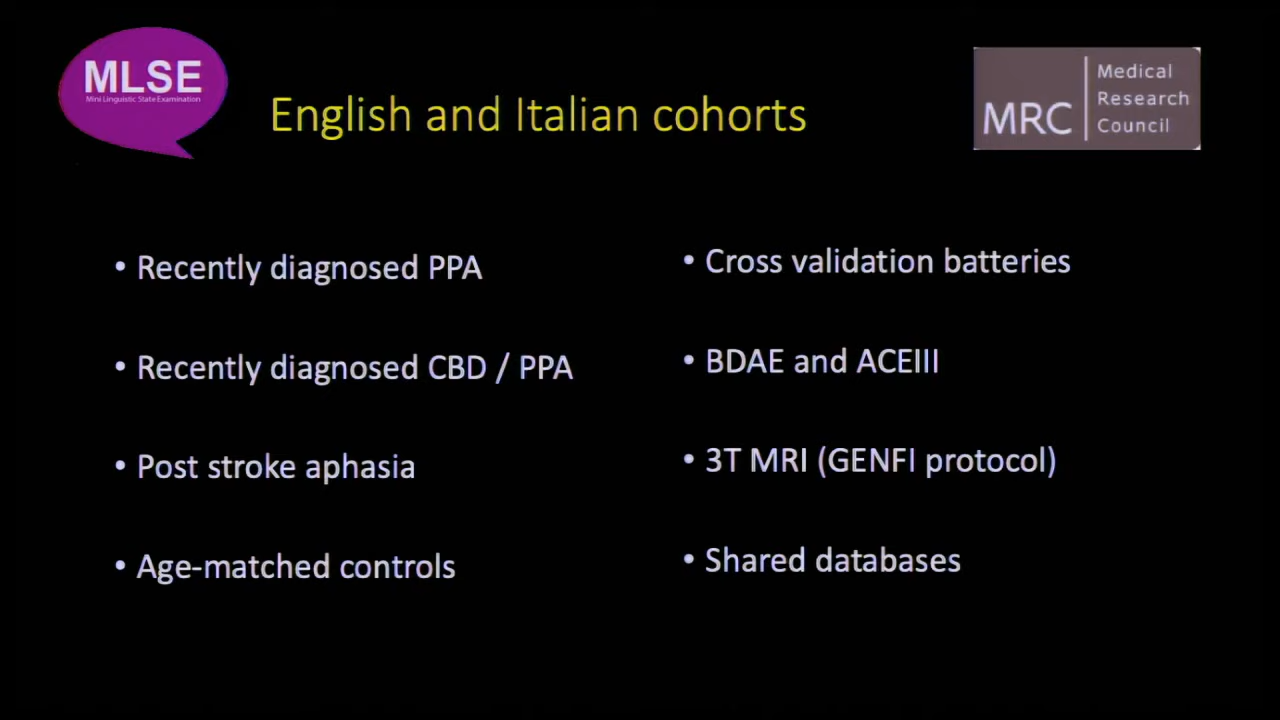 MLSE
Mini Linguistic State Examination
English and Italian cohorts
MRC
Medical
Research
Council
• Recently diagnosed PPA
• Recently diagnosed CBD / PPA
• Post stroke aphasia
• Age-matched controls
• Cross validation batteries
• BDAE and ACEIII
• 3T MRI (GENFI protocol)
• Shared databases